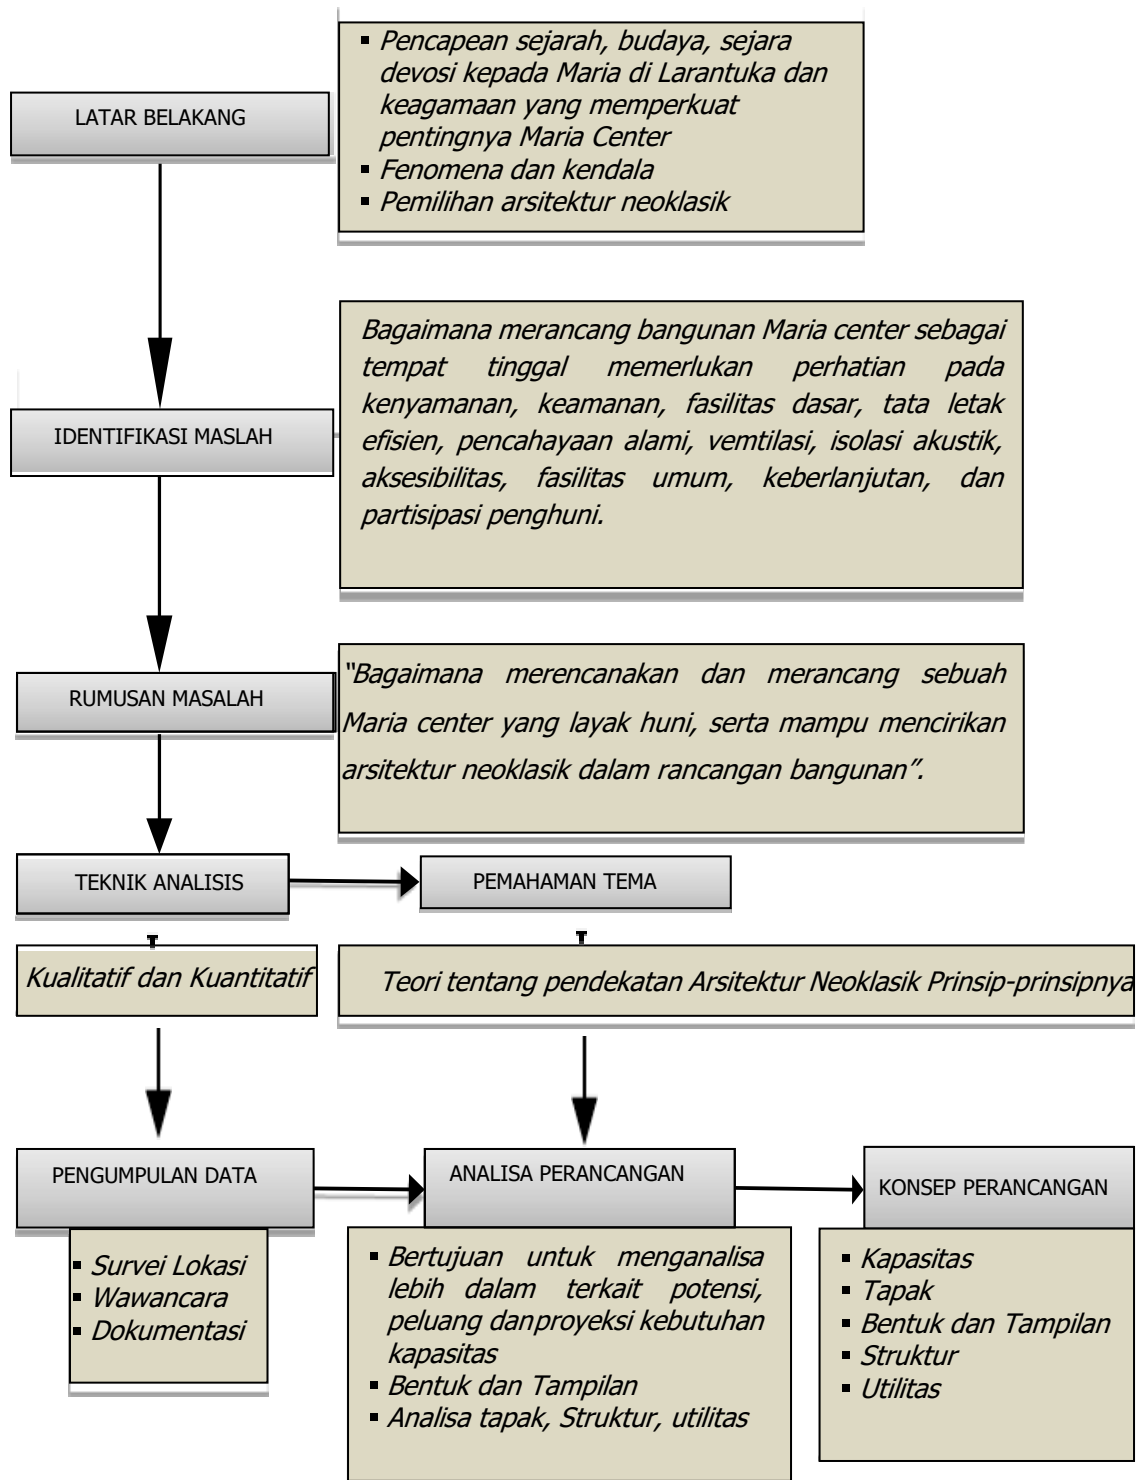 LATAR BELAKANG
▪ Pencapean sejarah, budaya, sejara
devosi kepada Maria di Larantuka dan
keagamaan yang memperkuat
pentingnya Maria Center
▪ Fenomena dan kendala
▪ Pemilihan arsitektur neoklasik
IDENTIFIKASI MASLAH
Bagaimana merancang bangunan Maria center sebagai
tempat tinggal memerlukan perhatian pada
kenyamanan, keamanan, fasilitas dasar, tata letak
efisien, pencahayaan alami, vemtilasi, isolasi akustik,
aksesibilitas, fasilitas umum, keberlanjutan, dan
partisipasi penghuni.
RUMUSAN MASALAH
"Bagaimana merencanakan dan merancang sebuah
Maria center yang layak huni, serta mampu mencirikan
arsitektur neoklasik dalam rancangan bangunan".
TEKNIK ANALISIS
PEMAHAMAN TEMA
Kualitatif dan Kuantitatif
Teori tentang pendekatan Arsitektur Neoklasik Prinsip-prinsipnya
PENGUMPULAN DATA
▪ Survei Lokasi
▪ Wawancara
▪ Dokumentasi
ANALISA PERANCANGAN
▪ Bertujuan untuk menganalisa
lebih dalam terkait potensi,
peluang danproyeksi kebutuhan
kapasitas
▪ Bentuk dan Tampilan
▪ Analisa tapak, Struktur, utilitas
KONSEP PERANCANGAN
▪ Kapasitas
▪ Tapak
▪ Bentuk dan Tampilan
▪ Struktur
▪ Utilitas